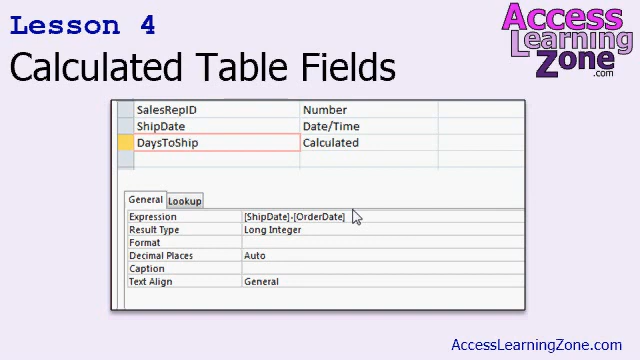 Lesson 4
Calculated Table Fields
Access
Learning
Zone
.com
SalesRepID Number
ShipDate Date/Time
DaysToShip Calculated
General Lookup
Expression [ShipDate]-[OrderDate]
Result Type Long Integer
Format
Decimal Places Auto
Caption
Text Align General
AccessLearningZone.com